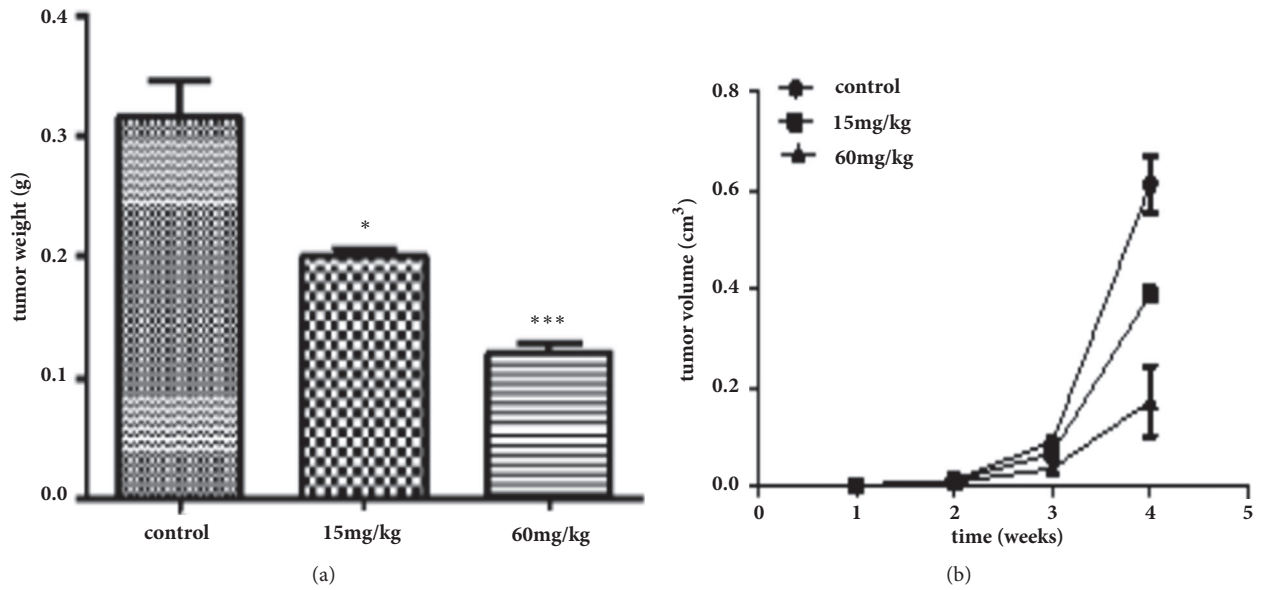 tumor weight (g)
0.4
0.3
0.2
0.1
0.0
*
***
control 15mg/kg 60mg/kg
(a)
tumor volume (cm³)
0.8
0.6
0.4
0.2
0.0
control
15mg/kg
60mg/kg
0 1 2 3 4 5
time (weeks)
(b)